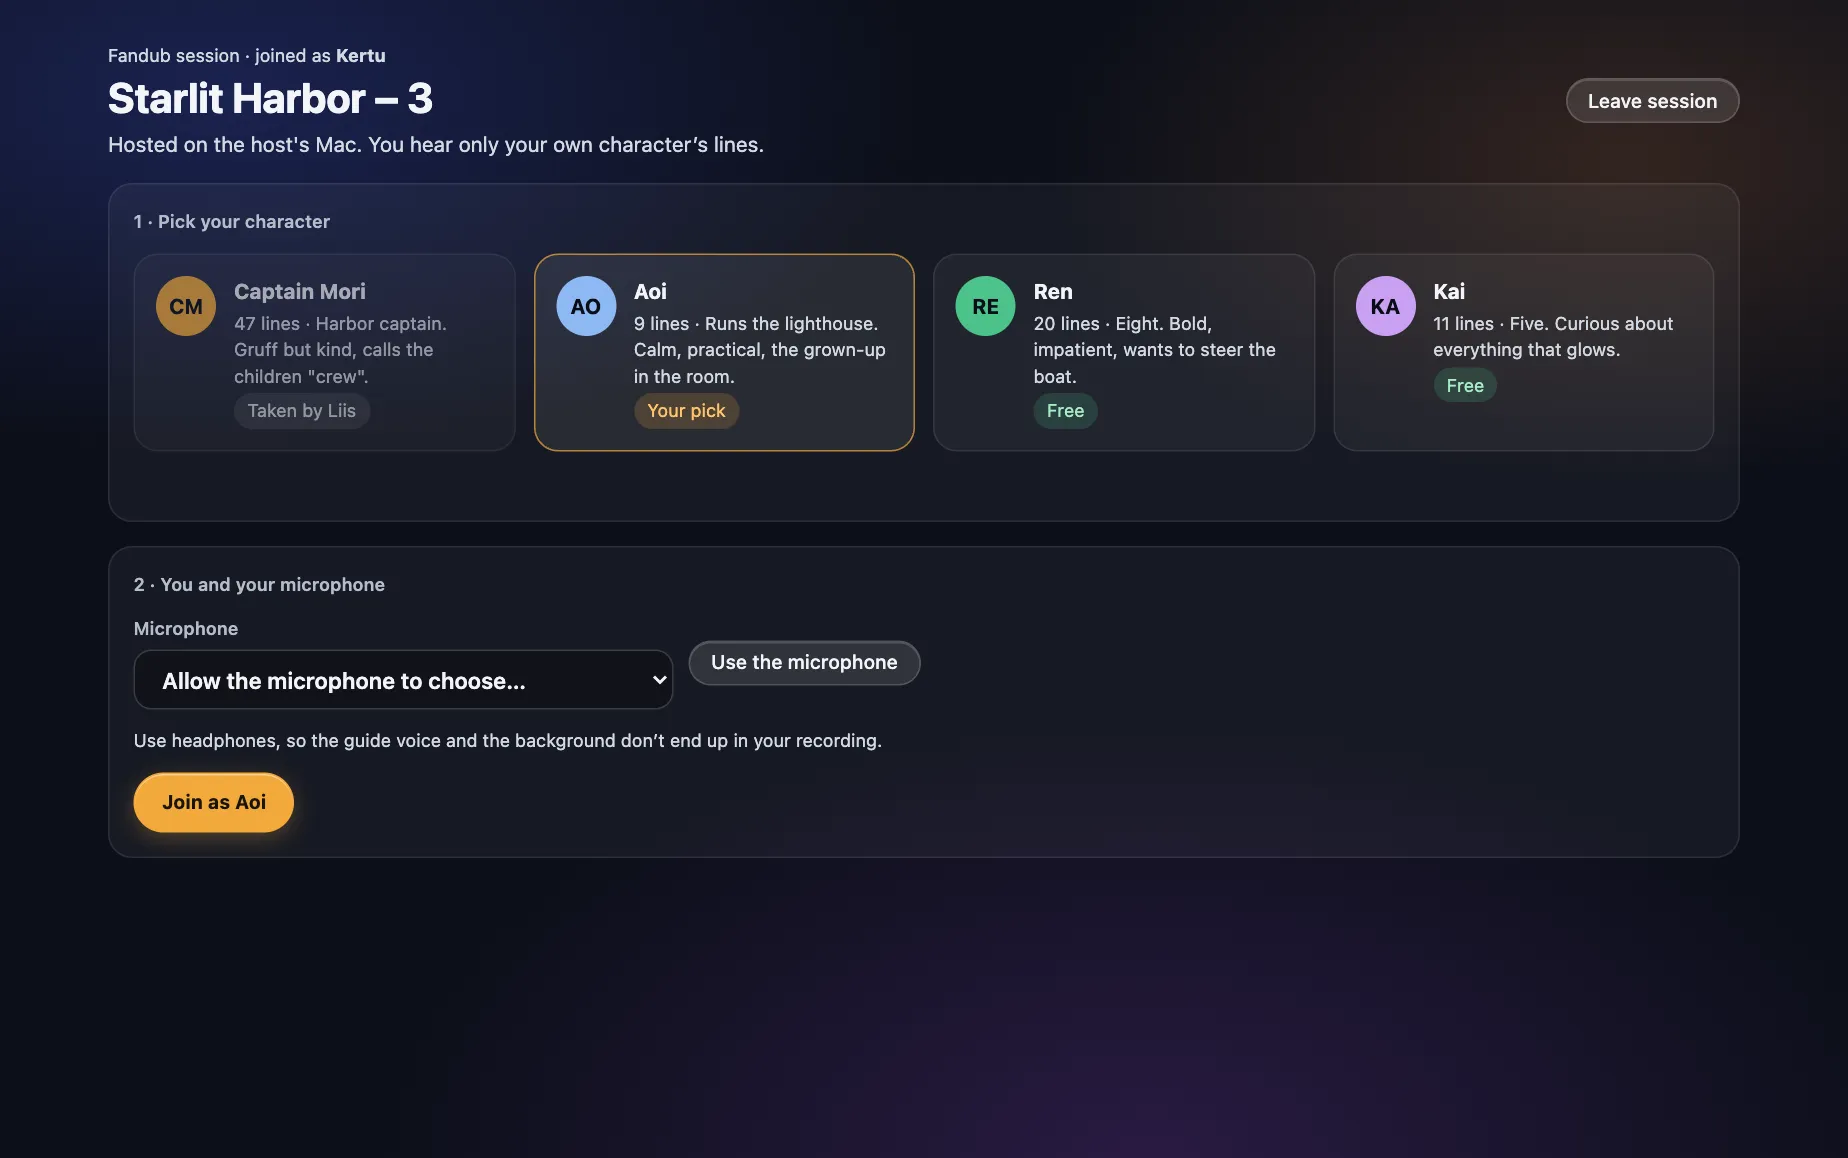 Fandub session · joined as Kertu
Starlit Harbor – 3
Leave session
Hosted on the host's Mac. You hear only your own character’s lines.
1 · Pick your character
CM
Captain Mori
47 lines · Harbor captain.
Gruff but kind, calls the
children "crew".
Taken by Liis
AO
Aoi
9 lines · Runs the lighthouse.
Calm, practical, the grown-up
in the room.
Your pick
RE
Ren
20 lines · Eight. Bold,
impatient, wants to steer the
boat.
Free
KA
Kai
11 lines · Five. Curious about
everything that glows.
Free
2 · You and your microphone
Microphone
Allow the microphone to choose...
Use the microphone
Use headphones, so the guide voice and the background don’t end up in your recording.
Join as Aoi